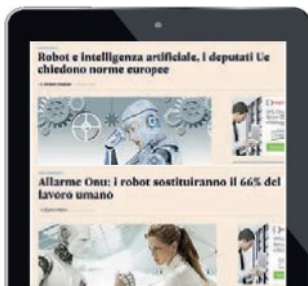 Robot e intelligenza artificiale, i deputati Ue
chiedono norme europee
Allarme Onu: i robot sostituiranno il 66% del
lavoro umano